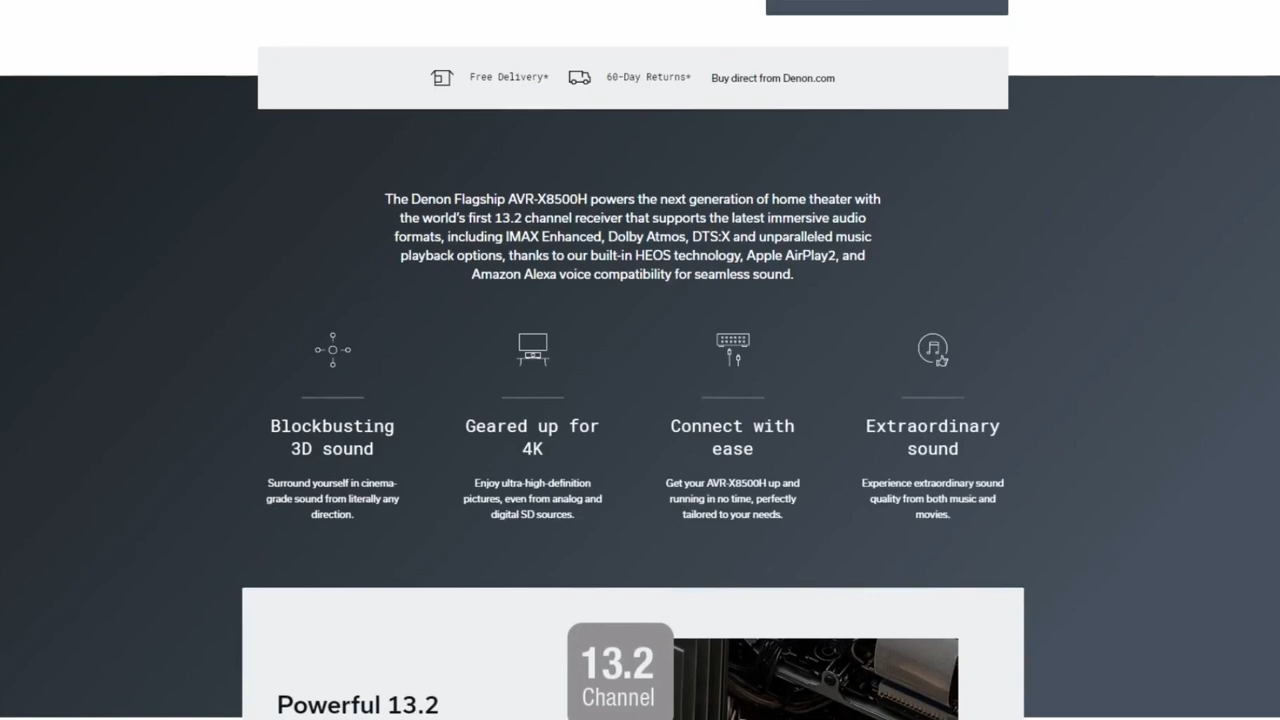 Free Delivery* 60-Day Returns* Buy direct from Denon.com
The Denon Flagship AVR-X8500H powers the next generation of home theater with
the world's first 13.2 channel receiver that supports the latest immersive audio
formats, including IMAX Enhanced, Dolby Atmos, DTS:X and unparalleled music
playback options, thanks to our built-in HEOS technology, Apple AirPlay2, and
Amazon Alexa voice compatibility for seamless sound.
Blockbusting
3D sound
Surround yourself in cinema-
grade sound from literally any
direction.
Geared up for
4K
Enjoy ultra-high-definition
pictures, even from analog and
digital SD sources.
Connect with
ease
Get your AVR-X8500H up and
running in no time, perfectly
tailored to your needs.
Extraordinary
sound
Experience extraordinary sound
quality from both music and
movies.
Powerful 13.2
13.2
Channel